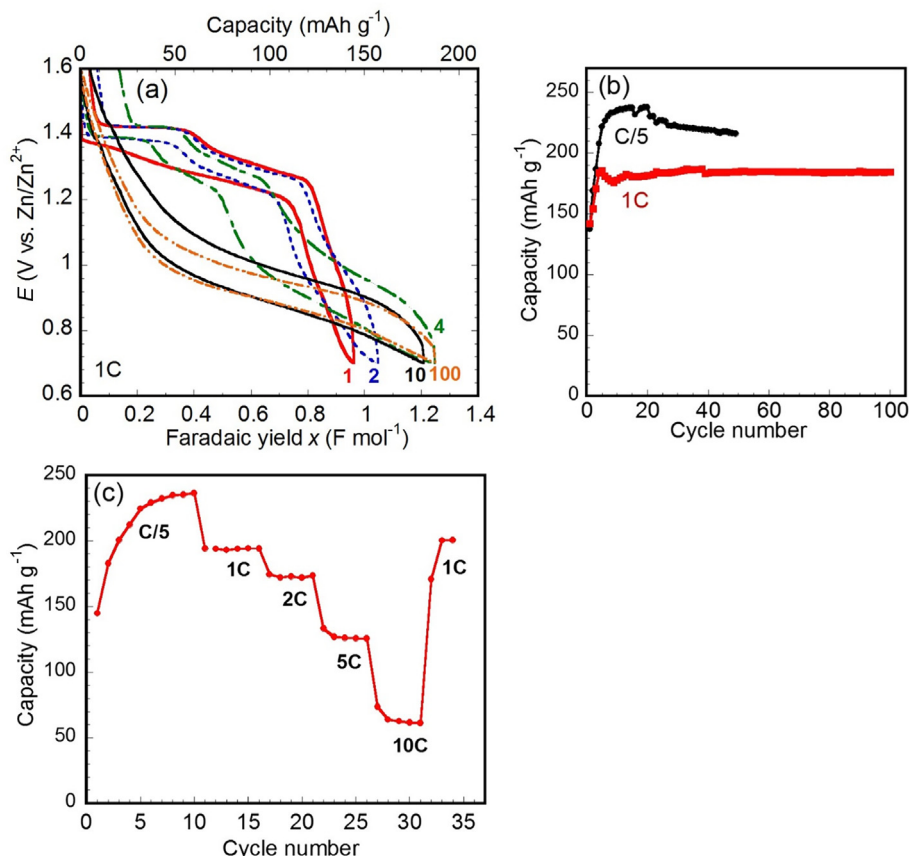 Capacity (mAh g⁻¹)
0 50 100 150 200
(a)
1.6
1.4
1.2
1
0.8
0.6
E (V vs. Zn/Zn²⁺)
4
1C
1 2 10 100
0 0.2 0.4 0.6 0.8 1 1.2 1.4
Faradaic yield x (F mol⁻¹)
(b)
250
200
150
100
50
0
Capacity (mAh g⁻¹)
C/5
1C
0 20 40 60 80 100
Cycle number
(c)
250
200
150
100
50
0
Capacity (mAh g⁻¹)
C/5
1C
2C
5C
10C
1C
0 5 10 15 20 25 30 35
Cycle number